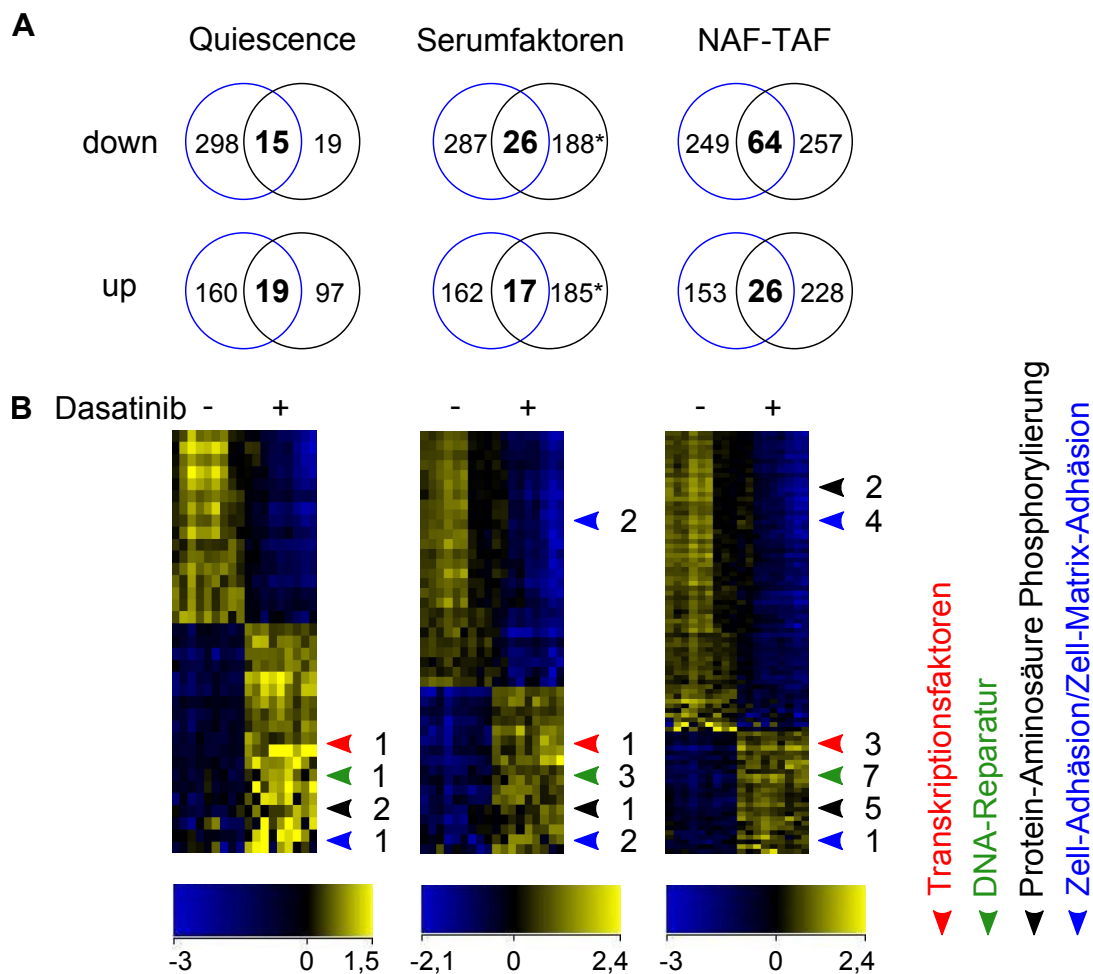 A
Quiescence Serumfaktoren NAF-TAF
down 298 15 19 287 26 188* 249 64 257
up 160 19 97 162 17 185* 153 26 228
B Dasatinib - + - + - +
2
2 4
1 1 3
1 3 7
2 1 5
1 2 1
-3 0 1,5 -2,1 0 2,4 -3 0 2,4
Transkriptionsfaktoren
DNA-Reparatur
Protein-Aminosäure Phosphorylierung
Zell-Adhäsion/Zell-Matrix-Adhäsion